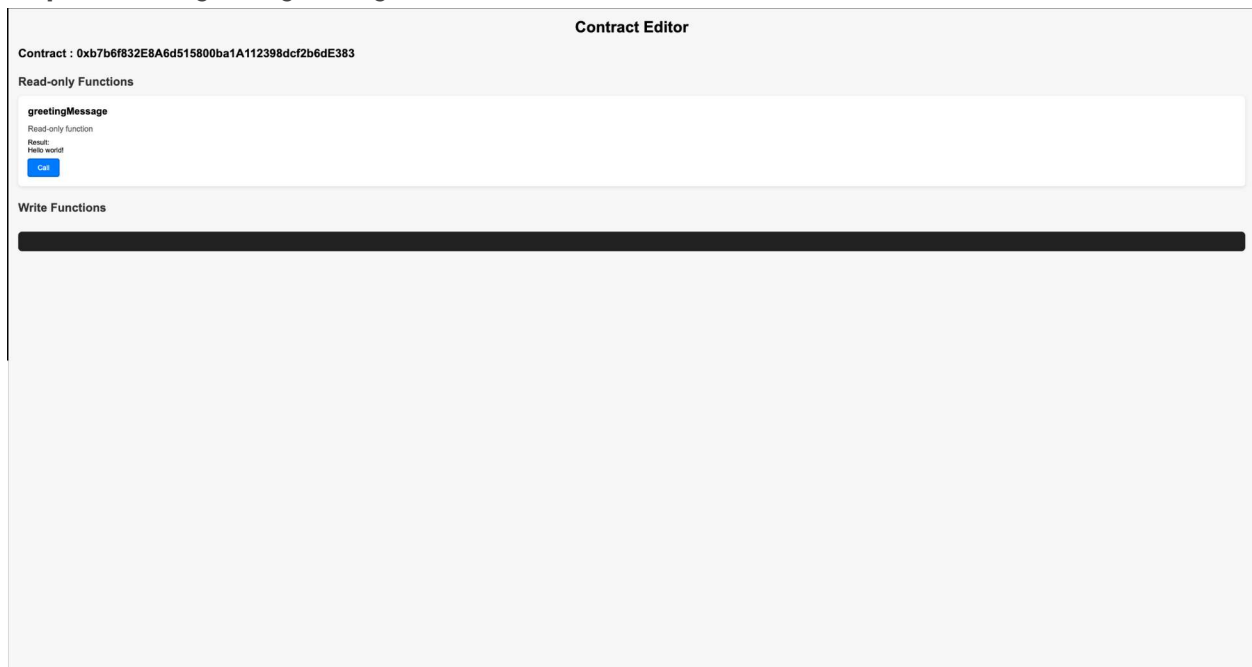 Contract Editor
Contract : 0xb7b6f832E8A6d515800ba1A112398dcf2b6dE383
Read-only Functions
greetingMessage
Read-only function
Result:
Hello world!
Call
Write Functions